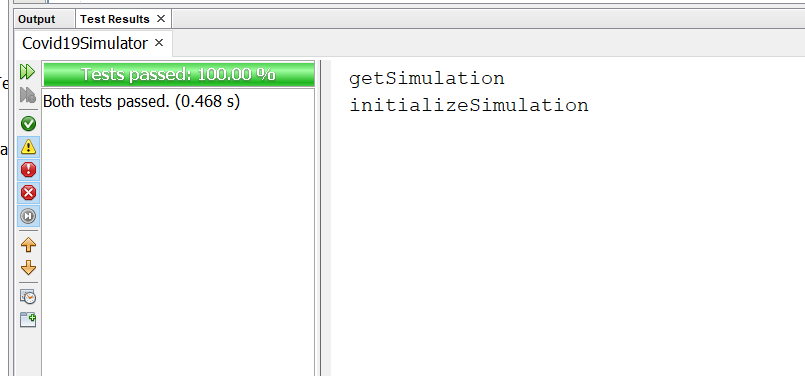 Output
Test Results
Covid19Simulator
Tests passed: 100.00 %
Both tests passed. (0.468 s)
getSimulation
initializeSimulation